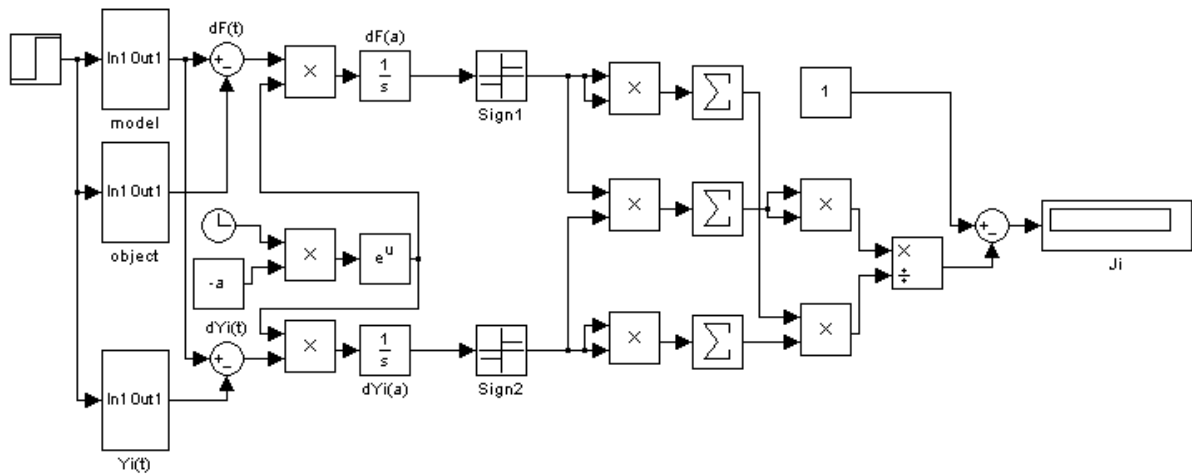 dF(t)
dF(a)
In1 Out1
model
×
1
s
Sign1
×
∑
1
In1 Out1
object
×
∑
×
-a
×
e^u
×
÷
Ji
dYi(t)
In1 Out1
Yi(t)
×
1
s
dYi(a)
Sign2
×
∑
×